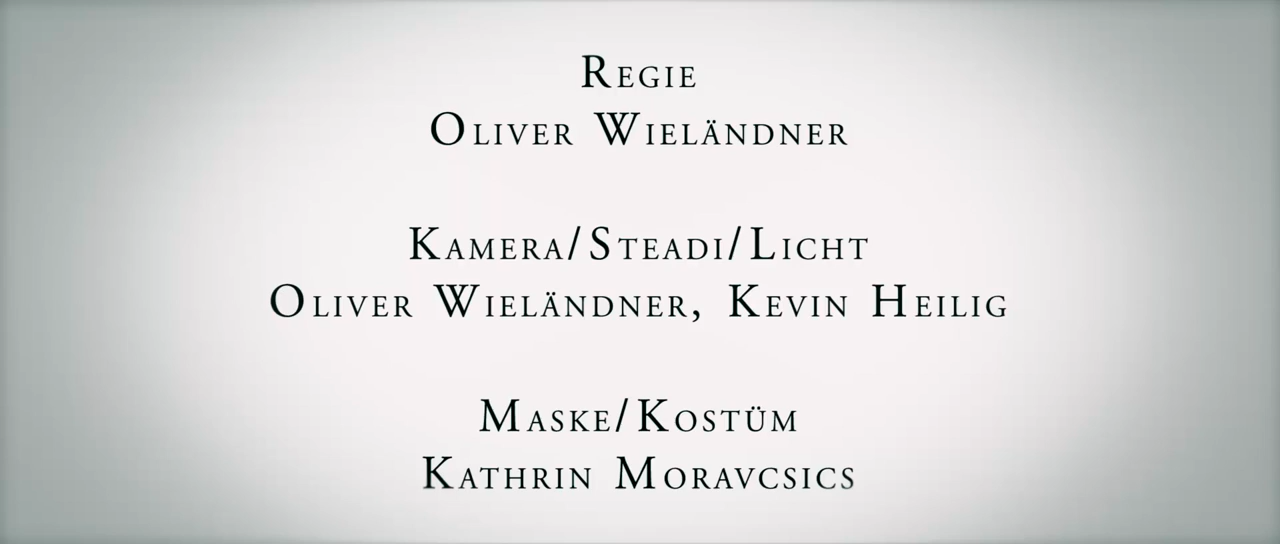 Regie
Oliver Wieländner
Kamera/Steadi/Licht
Oliver Wieländner, Kevin Heilig
Maske/Kostüm
Kathrin Moravcsics